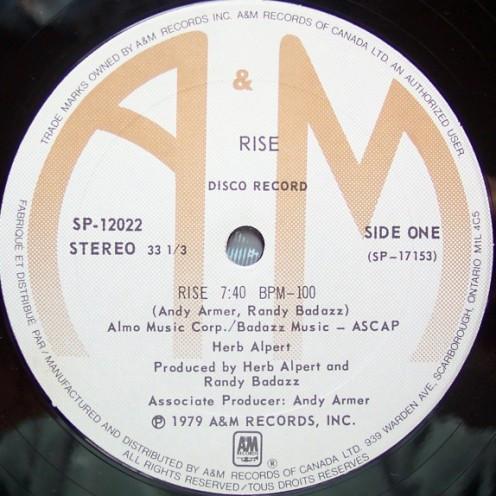 TRADE MARKS OWNED BY A&M RECORDS INC. A&M RECORDS OF CANADA LTD. AN AUTHORIZED USER.
A & M
RISE
DISCO RECORD
SP-12022
STEREO 33 1/3
SIDE ONE
(SP-17153)
RISE 7:40 BPM-100
(Andy Armer, Randy Badazz)
Almo Music Corp./Badazz Music - ASCAP
Herb Alpert
Produced by Herb Alpert and
Randy Badazz
Associate Producer: Andy Armer
℗ 1979 A&M RECORDS, INC.
A&M
RECORDS
®
FABRIQUE ET DISTRIBUE PAR/MANUFACTURED AND DISTRIBUTED BY A&M RECORDS OF CANADA LTD. 939 WARDEN AVE., SCARBOROUGH, ONTARIO M1L 4C5
ALL RIGHTS RESERVED/TOUS DROITS RESERVES.